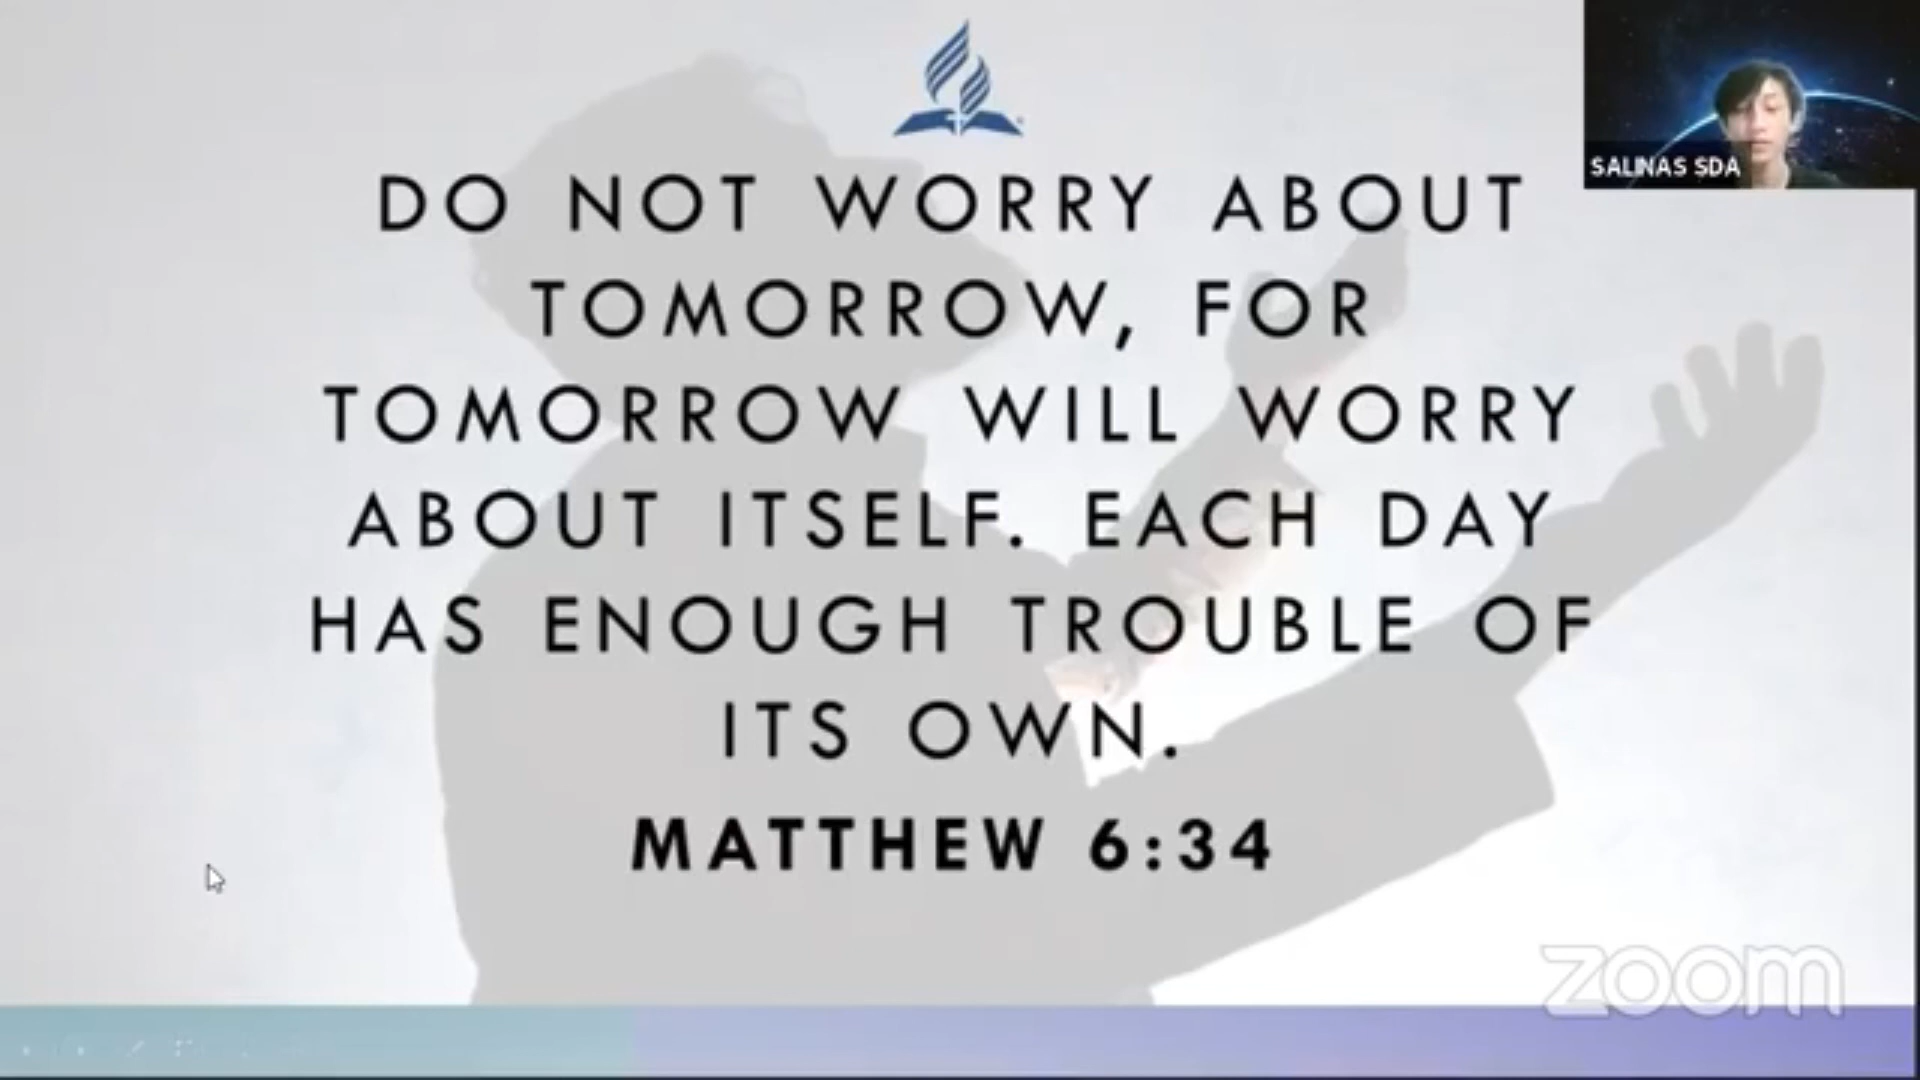 SALINAS SDA
DO NOT WORRY ABOUT
TOMORROW, FOR
TOMORROW WILL WORRY
ABOUT ITSELF. EACH DAY
HAS ENOUGH TROUBLE OF
ITS OWN.
MATTHEW 6:34
zoom